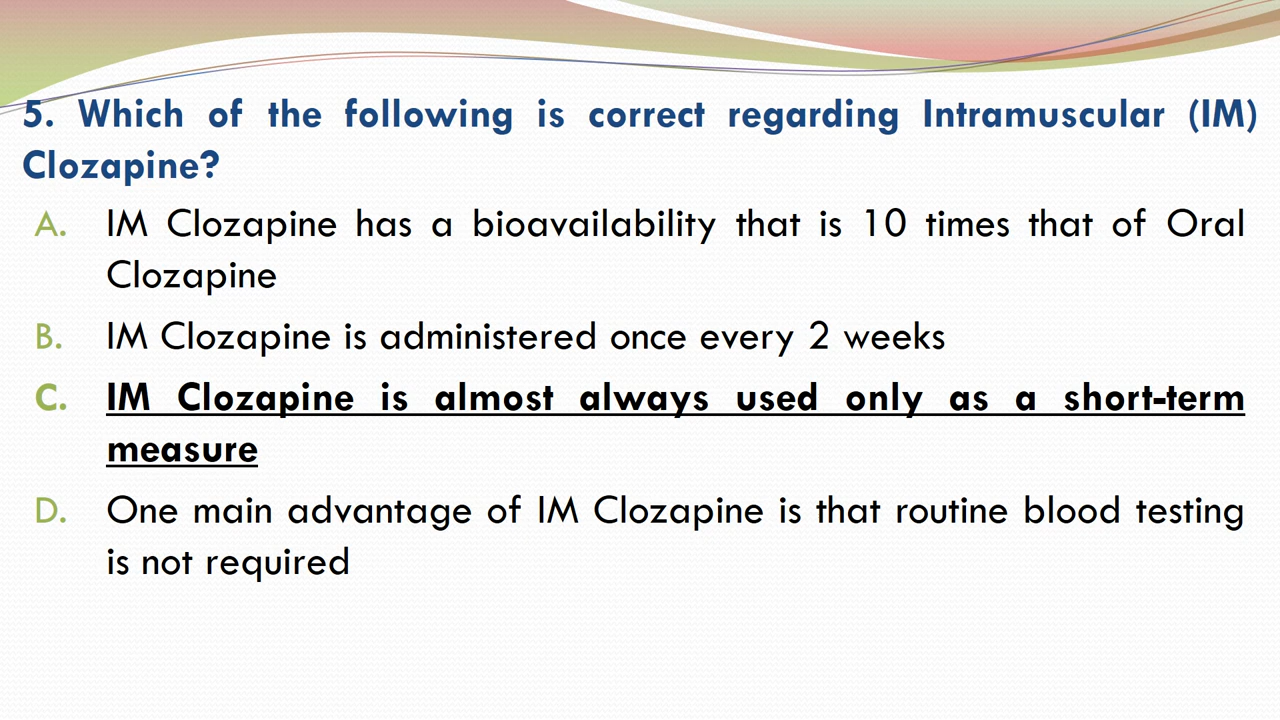 5. Which of the following is correct regarding Intramuscular (IM)
Clozapine?
A. IM Clozapine has a bioavailability that is 10 times that of Oral
Clozapine
B. IM Clozapine is administered once every 2 weeks
C. IM Clozapine is almost always used only as a short-term
measure
D. One main advantage of IM Clozapine is that routine blood testing
is not required